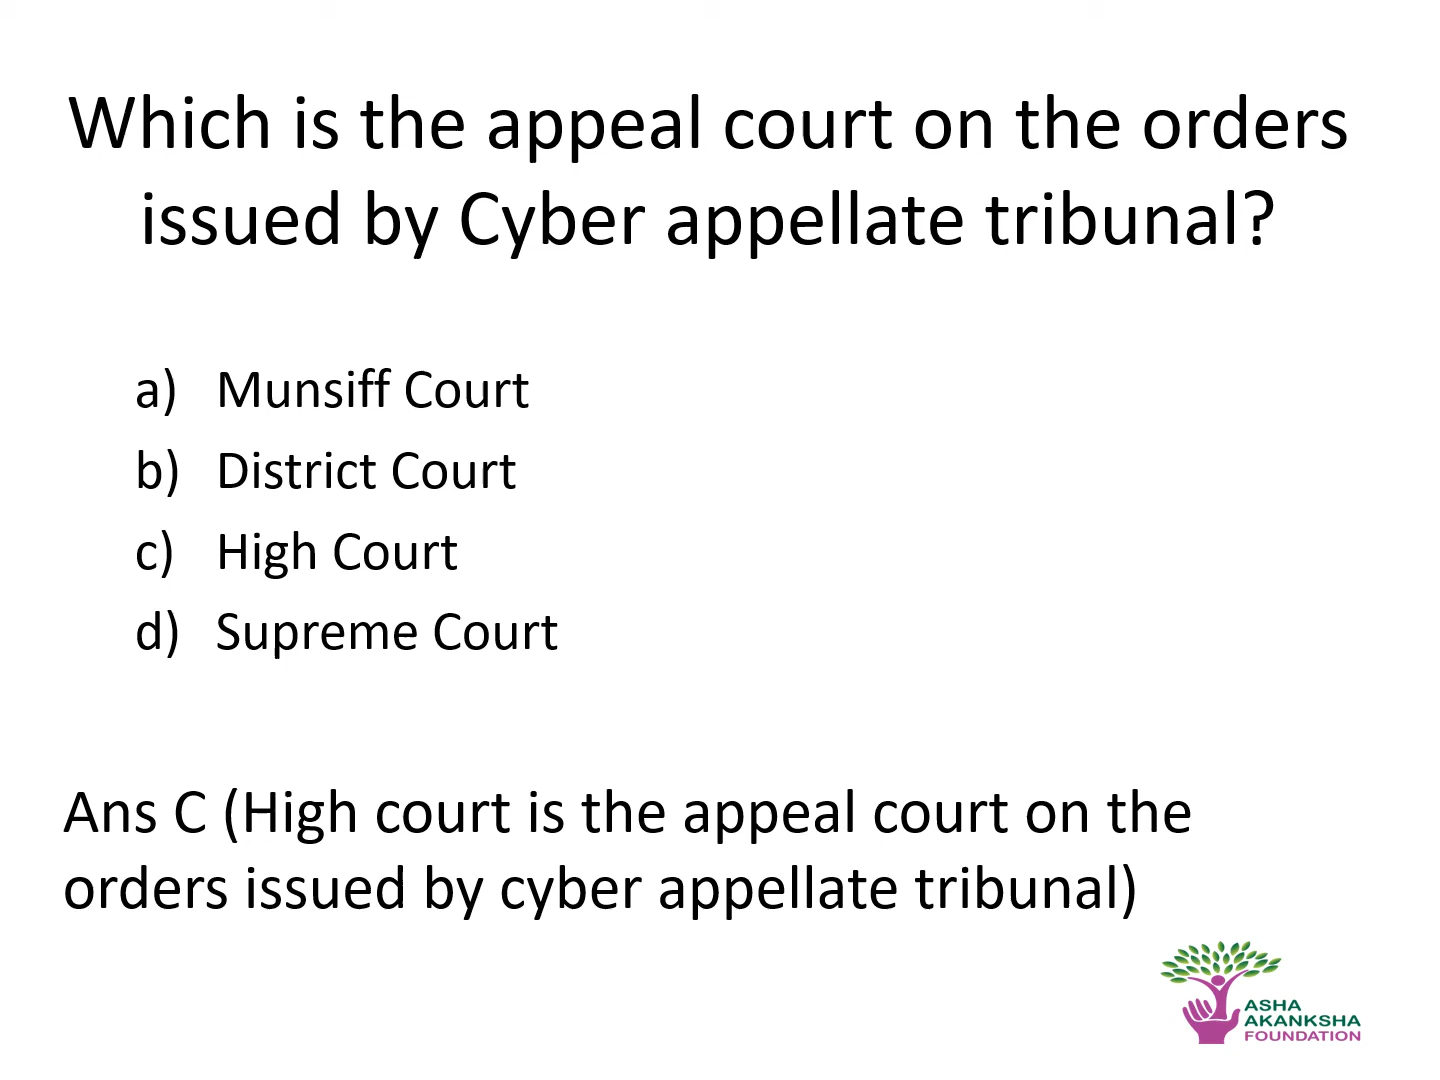 Which is the appeal court on the orders
issued by Cyber appellate tribunal?
a) Munsiff Court
b) District Court
c) High Court
d) Supreme Court
Ans C (High court is the appeal court on the
orders issued by cyber appellate tribunal)
ASHA
AKANKSHA
FOUNDATION